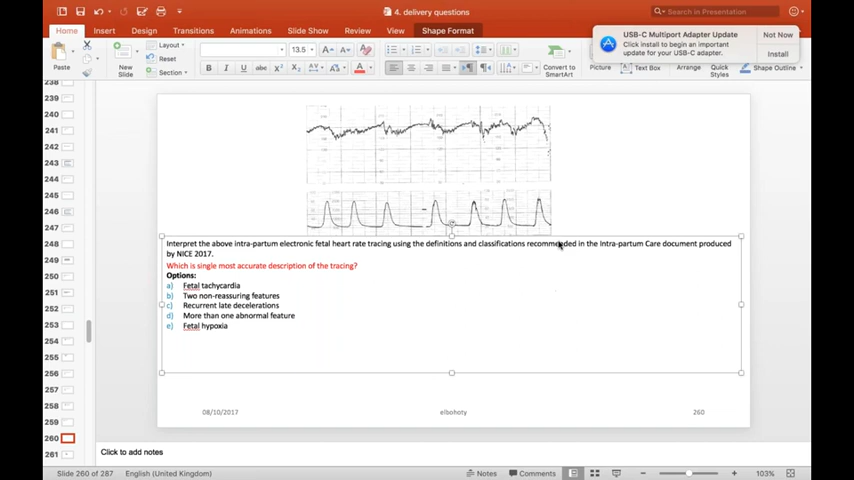 4. delivery questions
Search in Presentation
Home Insert Design Transitions Animations Slide Show Review View Shape Format
USB-C Multiport Adapter Update
Click install to begin an important
update for your USB-C adapter.
Not Now
Install
Paste
New
Slide
Layout
Reset
Section
13.5
Convert to
SmartArt
Picture
Text Box
Arrange
Quick
Styles
Shape Outline
238
239
240
241
242
243
244
245
246
247
248
249
250
251
252
253
254
255
256
257
258
259
260
261
Interpret the above intra-partum electronic fetal heart rate tracing using the definitions and classifications recommended in the Intra-partum Care document produced
by NICE 2017.
Which is single most accurate description of the tracing?
Options:
a) Fetal tachycardia
b) Two non-reassuring features
c) Recurrent late decelerations
d) More than one abnormal feature
e) Fetal hypoxia
08/10/2017 elbohoty 260
Click to add notes
Slide 260 of 287 English (United Kingdom) Notes Comments 103%